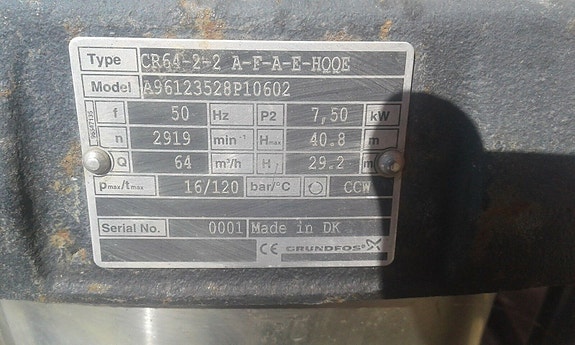 Type CR64-2-2 A-F-A-E-HQQE
Model A96123528P10602
f 50 Hz P2 7,50 kW
n 2919 min⁻¹ Hmax 40.8 m
Q 64 m³/h H 29.2 m
pmax/tmax 16/120 bar/°C CCW
Serial No. 0001 Made in DK
CE GRUNDFOS